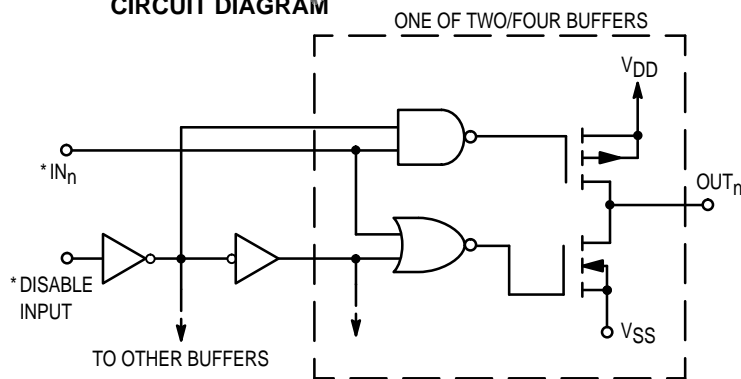 CIRCUIT DIAGRAM
ONE OF TWO/FOUR BUFFERS
VDD
*INn
OUTn
*DISABLE
INPUT
VSS
TO OTHER BUFFERS